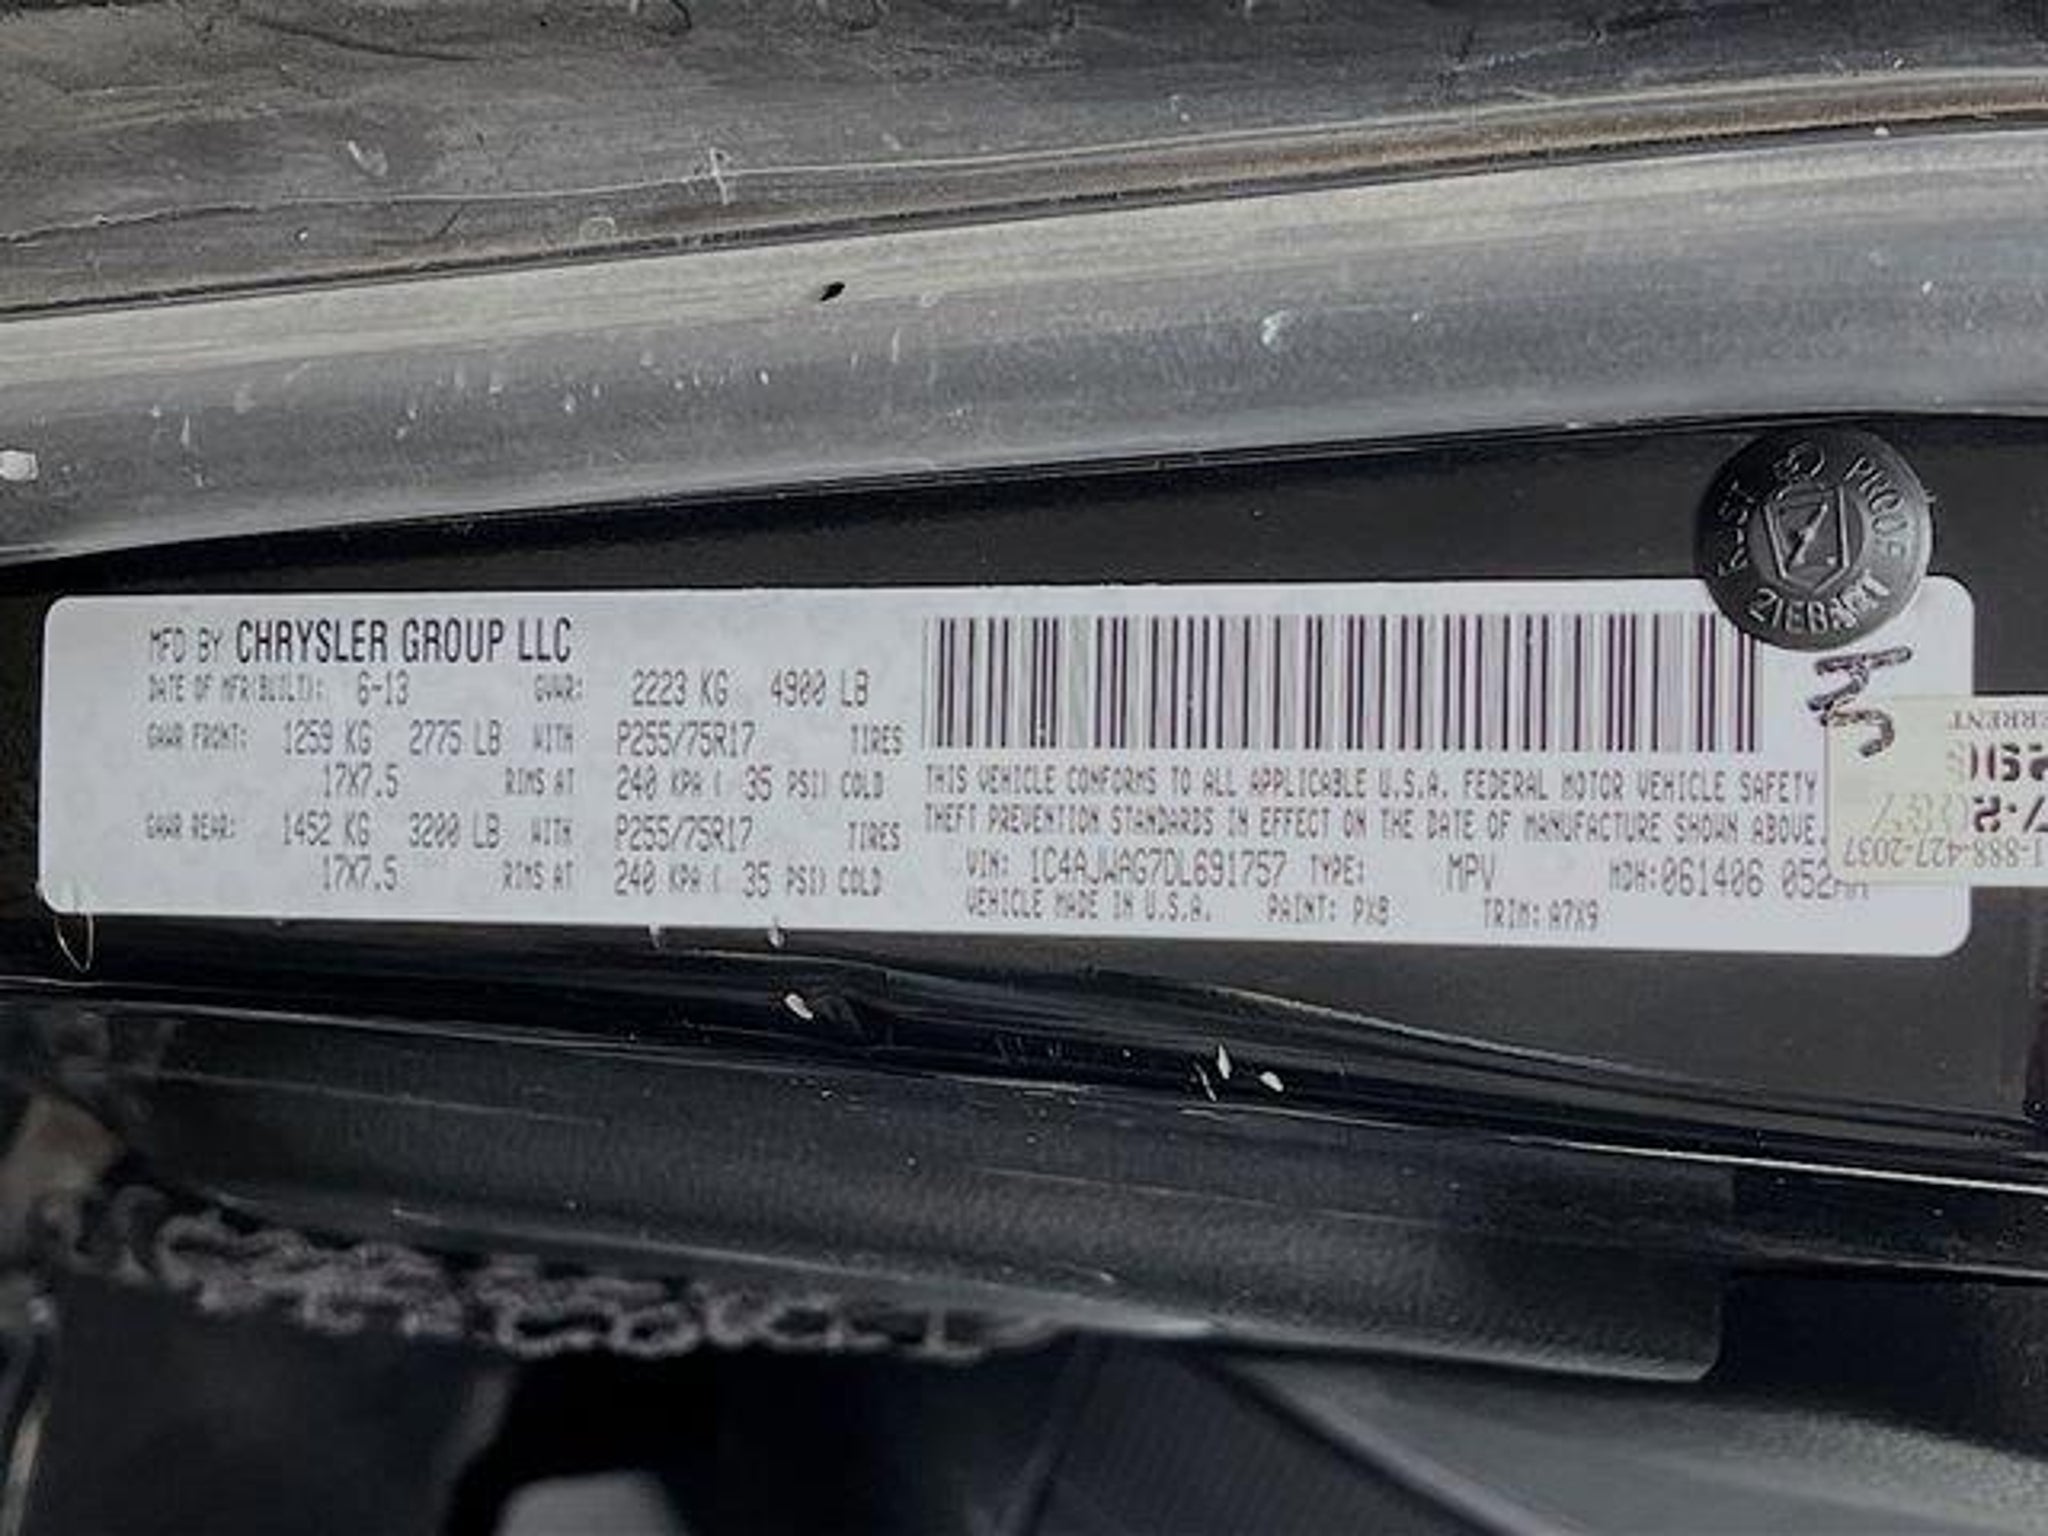 MFD BY CHRYSLER GROUP LLC
DATE OF MFR(BUILT): 6-13 GVWR: 2223 KG 4900 LB
GAWR FRONT: 1259 KG 2775 LB WITH P255/75R17 TIRES
17X7.5 RIMS AT 240 KPA ( 35 PSI) COLD
GAWR REAR: 1452 KG 3200 LB WITH P255/75R17 TIRES
17X7.5 RIMS AT 240 KPA ( 35 PSI) COLD
THIS VEHICLE CONFORMS TO ALL APPLICABLE U.S.A. FEDERAL MOTOR VEHICLE SAFETY
THEFT PREVENTION STANDARDS IN EFFECT ON THE DATE OF MANUFACTURE SHOWN ABOVE.
VIN: 1C4AJWAG7DL691757 TYPE: MPV MDH:061406 052
VEHICLE MADE IN U.S.A. PAINT: PX8 TRIM: A7X9
ZIEBART
1-888-427-2037